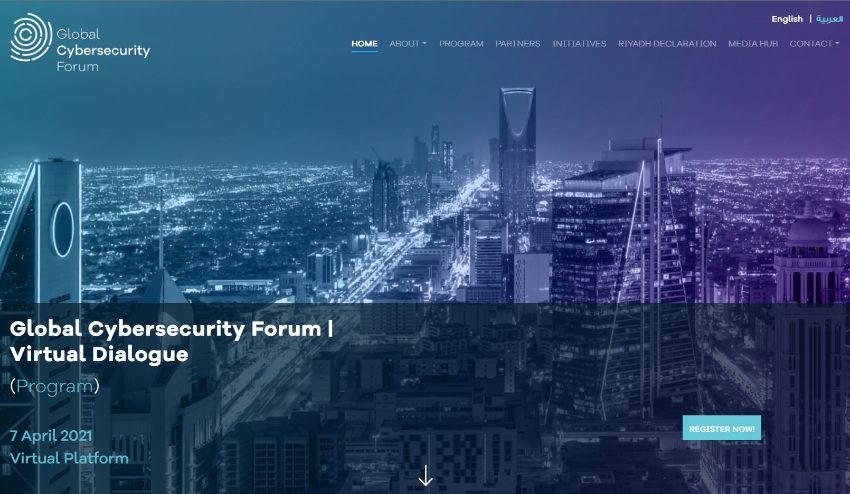 Global
Cybersecurity
Forum
English | العربية
HOME ABOUT PROGRAM PARTNERS INITIATIVES RIYADH DECLARATION MEDIA HUB CONTACT
Global Cybersecurity Forum |
Virtual Dialogue
(Program)
7 April 2021
Virtual Platform
REGISTER NOW!